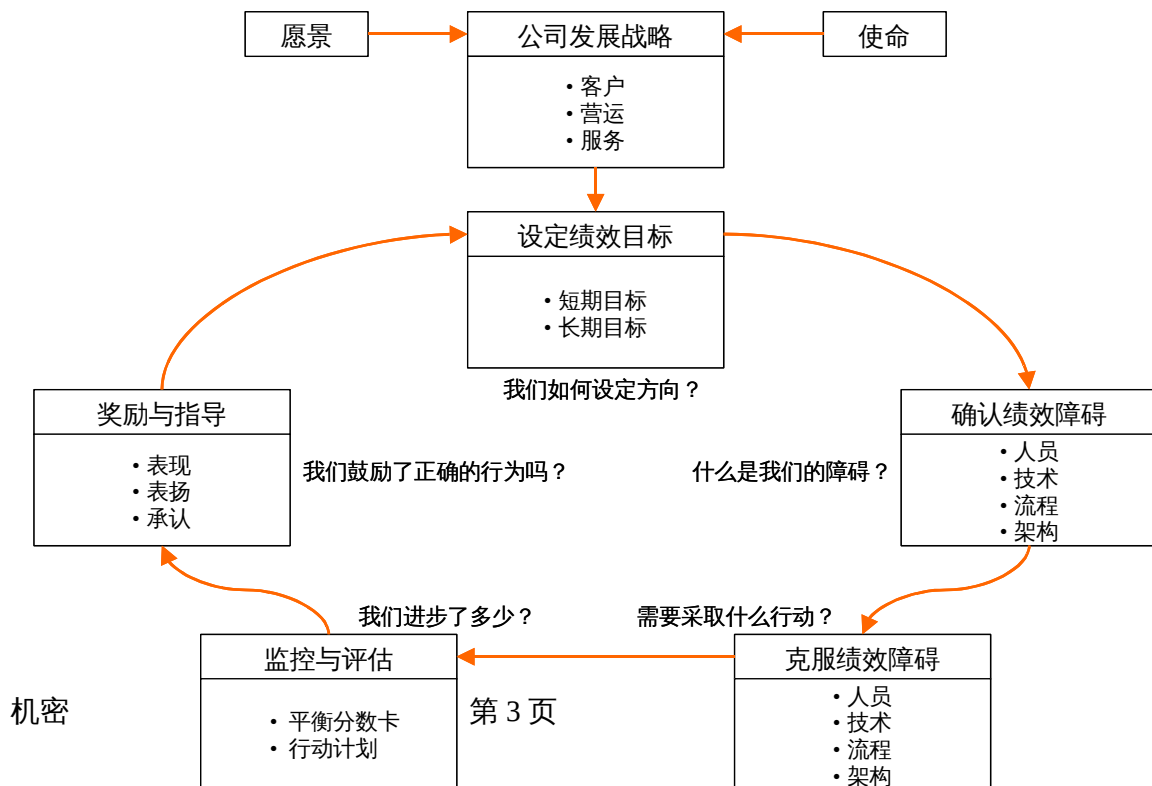 愿景
公司发展战略
使命
• 客户
• 营运
• 服务
设定绩效目标
• 短期目标
• 长期目标
我们如何设定方向？
奖励与指导
• 表现
• 表扬
• 承认
我们鼓励了正确的行为吗？
什么是我们的障碍？
确认绩效障碍
• 人员
• 技术
• 流程
• 架构
我们进步了多少？
需要采取什么行动？
监控与评估
• 平衡分数卡
• 行动计划
克服绩效障碍
• 人员
• 技术
• 流程
• 架构
机密
第 3 页